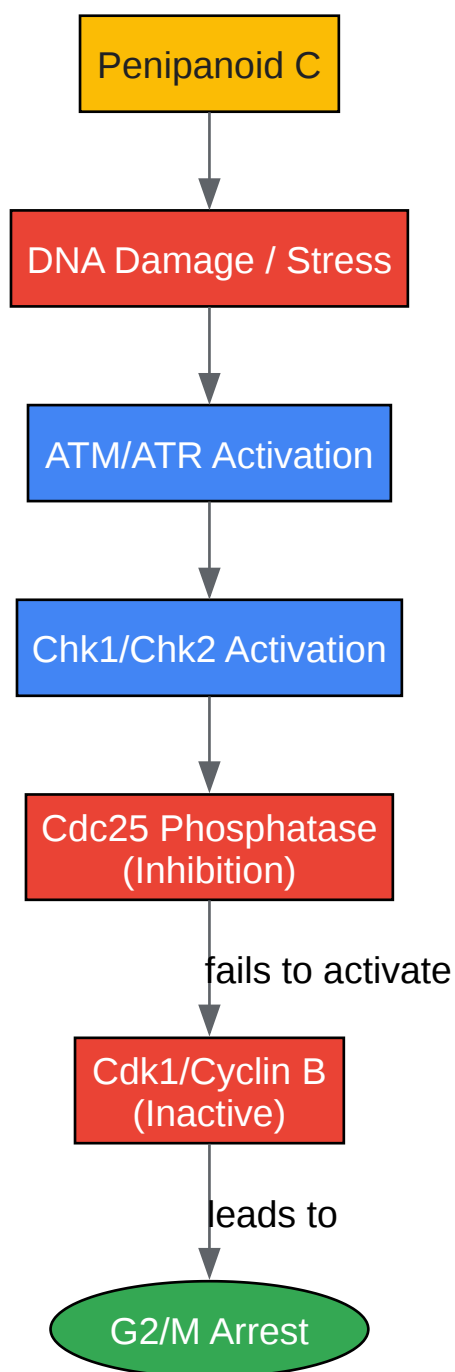 Penipanoid C
DNA Damage / Stress
ATM/ATR Activation
Chk1/Chk2 Activation
Cdc25 Phosphatase
(Inhibition)
fails to activate
Cdk1/Cyclin B
(Inactive)
leads to
G2/M Arrest